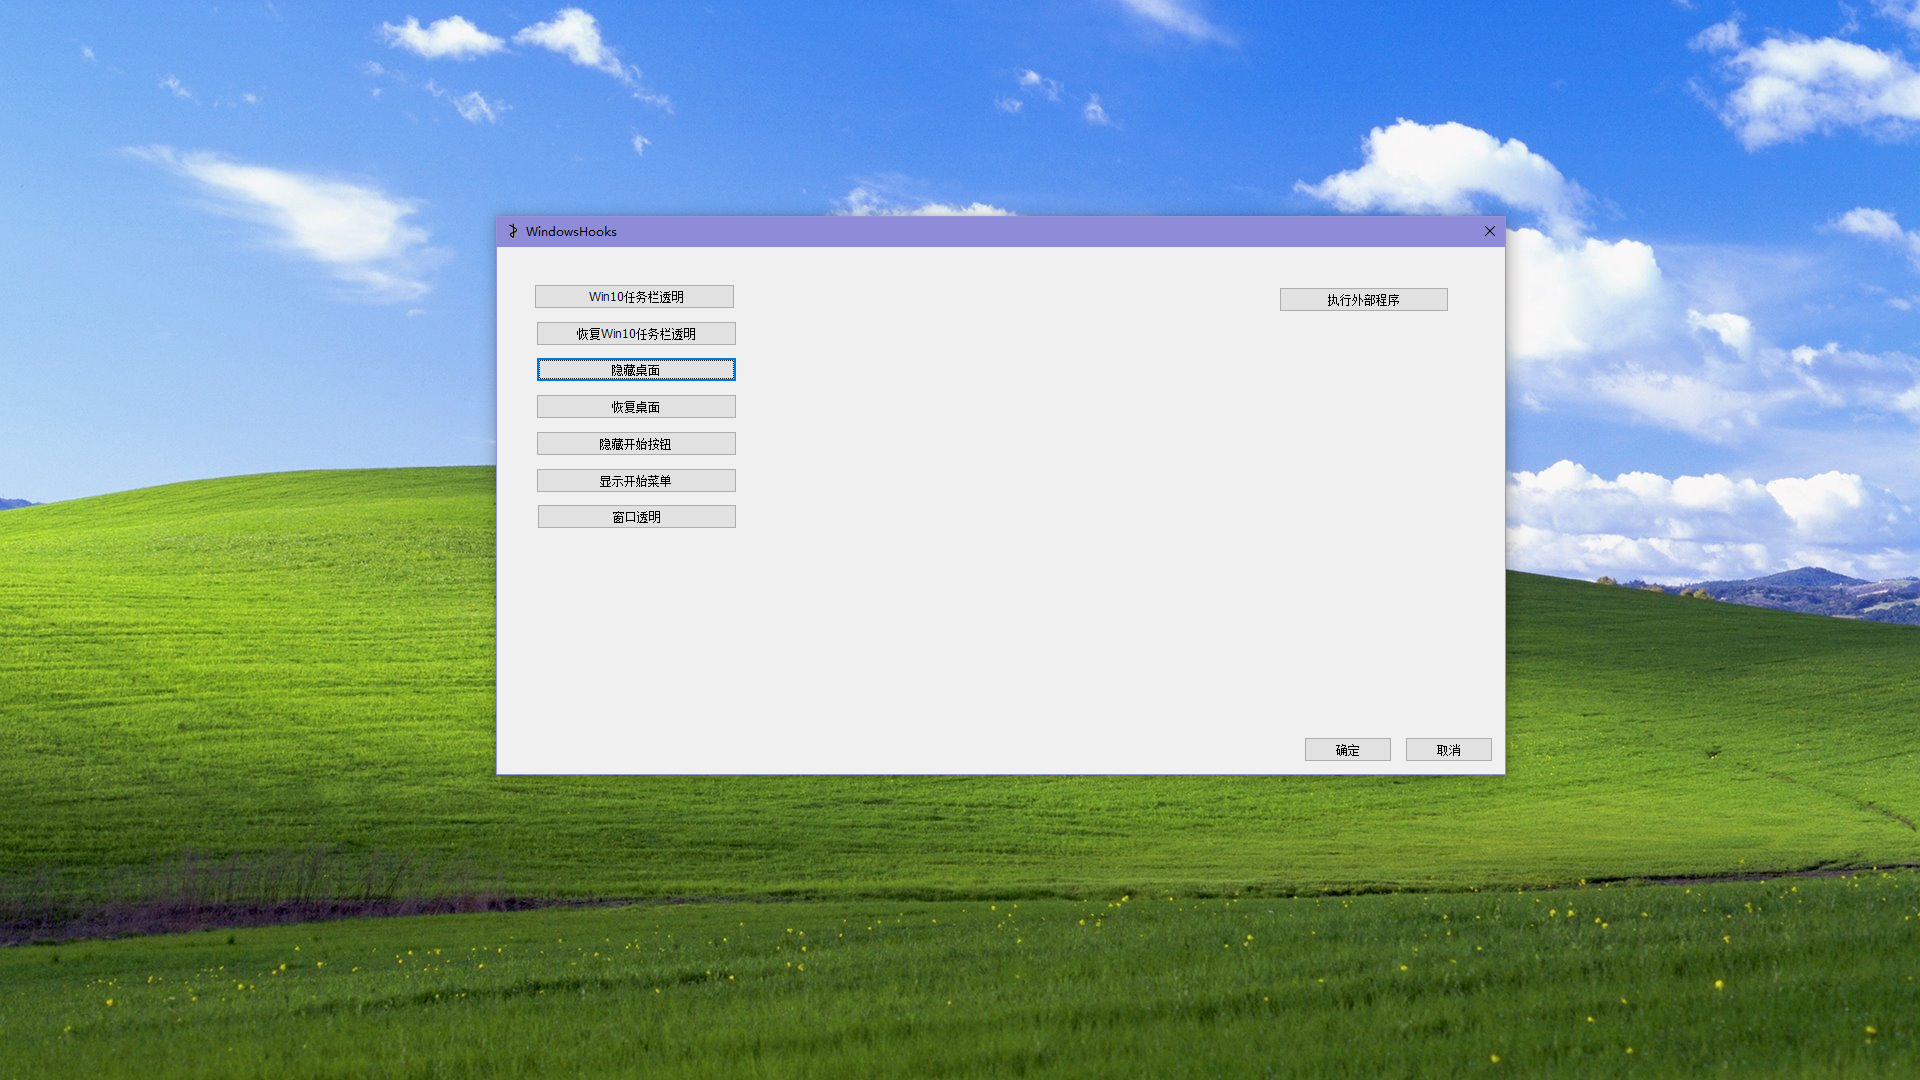 WindowsHooks
Win10任务栏透明
执行外部程序
恢复Win10任务栏透明
隐藏桌面
恢复桌面
隐藏开始按钮
显示开始菜单
窗口透明
确定
取消